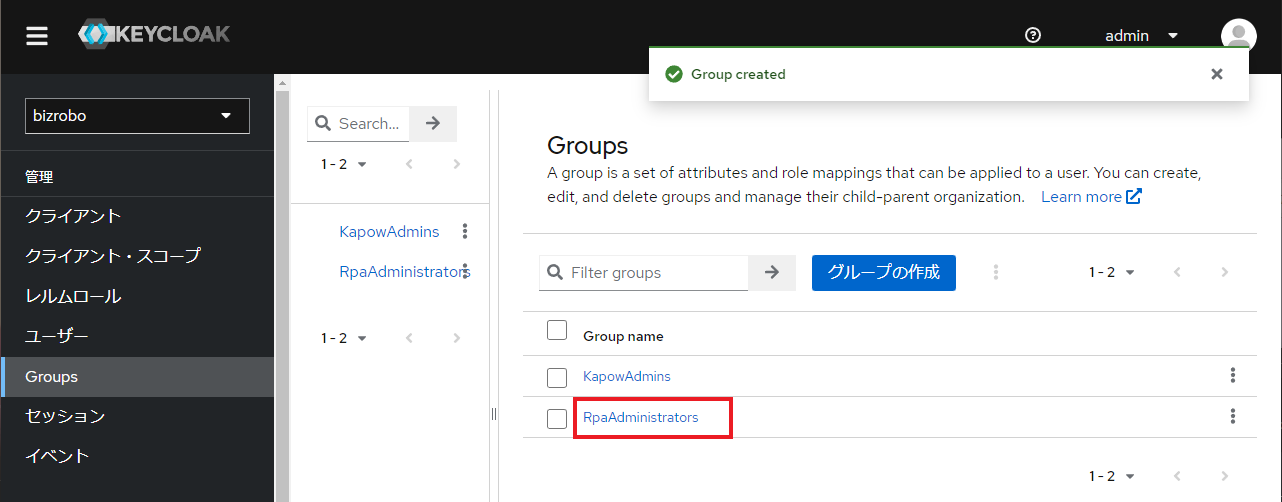 KEYCLOAK
admin
Group created
bizrobo
管理
クライアント
クライアント・スコープ
レルムロール
ユーザー
Groups
セッション
イベント
Search...
1 - 2
KapowAdmins
RpaAdministrators
1 - 2
Groups
A group is a set of attributes and role mappings that can be applied to a user. You can create,
edit, and delete groups and manage their child-parent organization. Learn more
Filter groups
グループの作成
1 - 2
Group name
KapowAdmins
RpaAdministrators
1 - 2